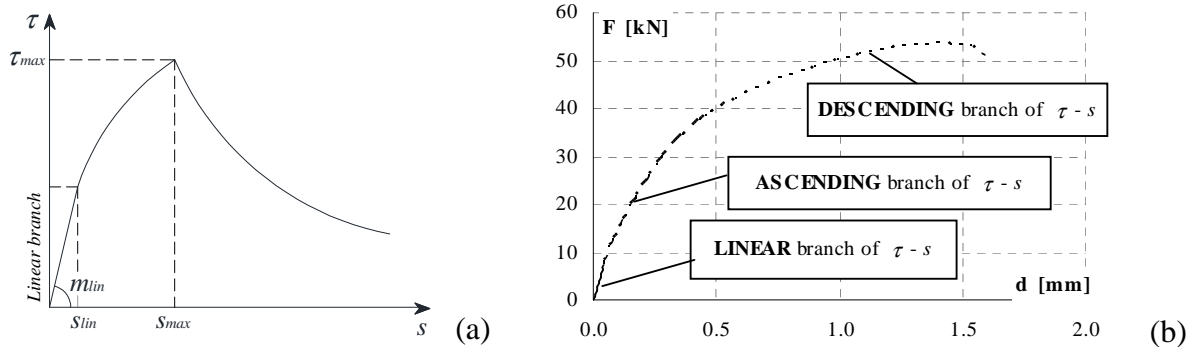 τ
τmax
Linear branch
mlin
slin
smax
s
(a)
60
F [kN]
50
40
30
20
10
0
DESCENDING branch of τ - s
ASCENDING branch of τ - s
LINEAR branch of τ - s
d [mm]
0.0
0.5
1.0
1.5
2.0
(b)